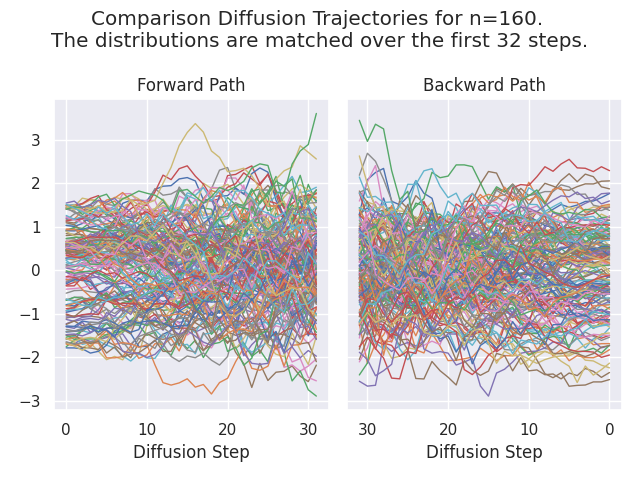 Comparison Diffusion Trajectories for n=160.
The distributions are matched over the first 32 steps.
Forward Path
Backward Path
3
2
1
0
−1
−2
−3
0 10 20 30
30 20 10 0
Diffusion Step
Diffusion Step